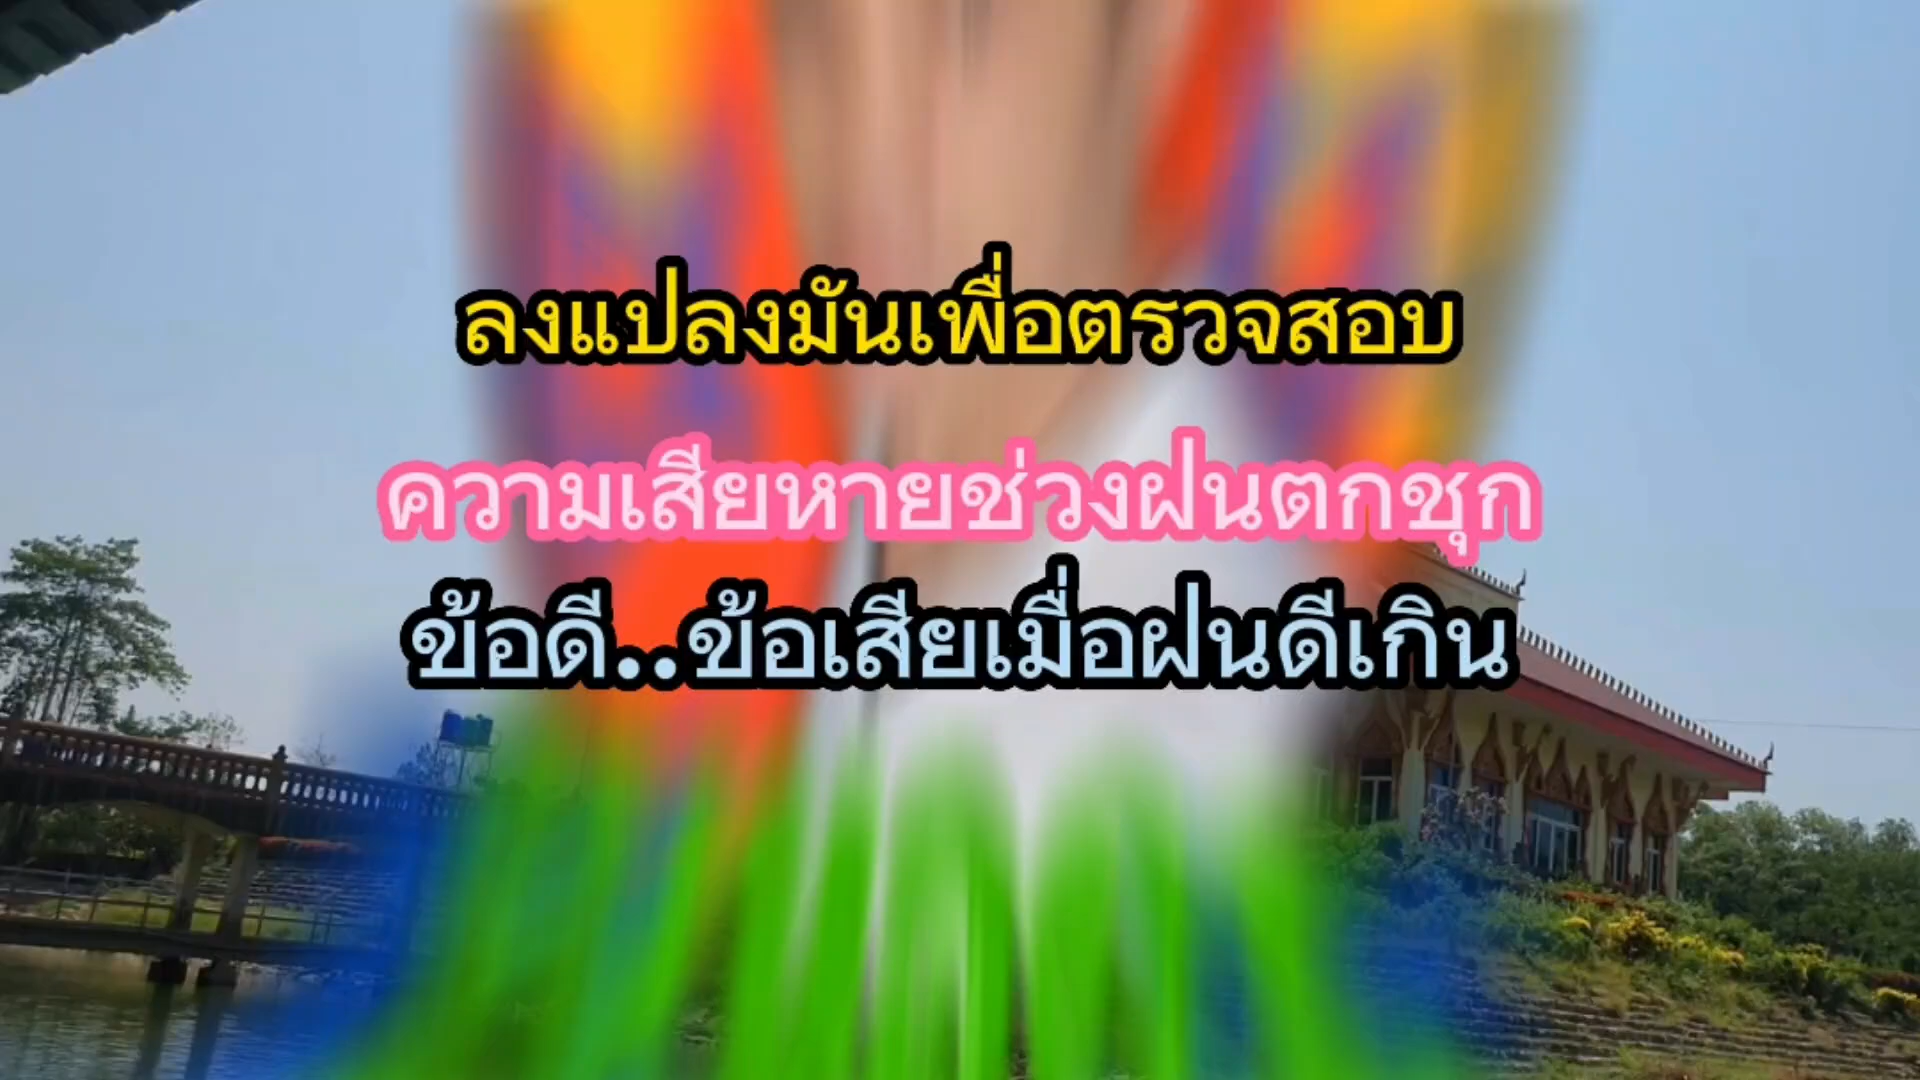 ลงแปลงมันเพื่อตรวจสอบ
ความเสียหายช่วงฝนตกชุก
ข้อดี..ข้อเสียเมื่อฝนดีเกิน